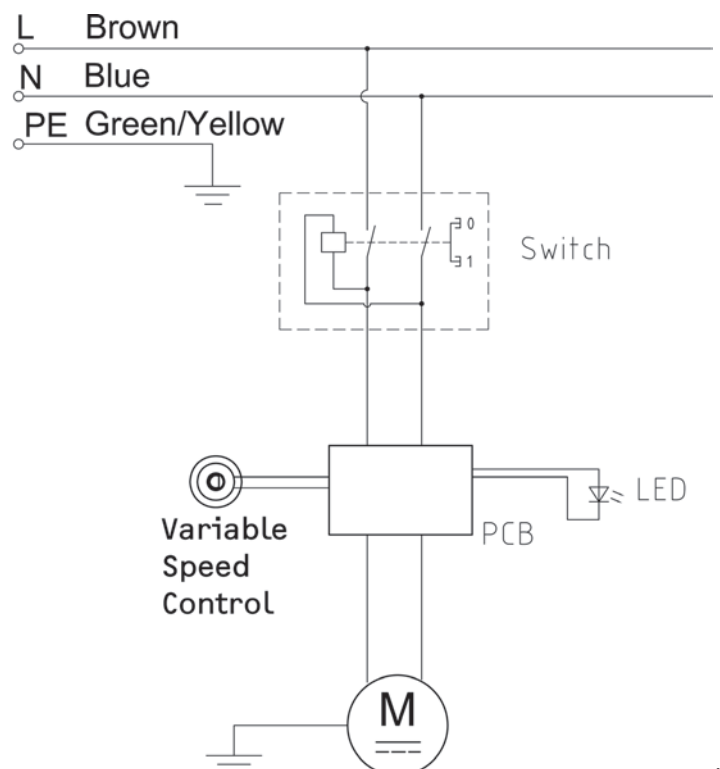 L Brown
N Blue
PE Green/Yellow
0
Switch
1
LED
Variable
Speed
Control
PCB
M